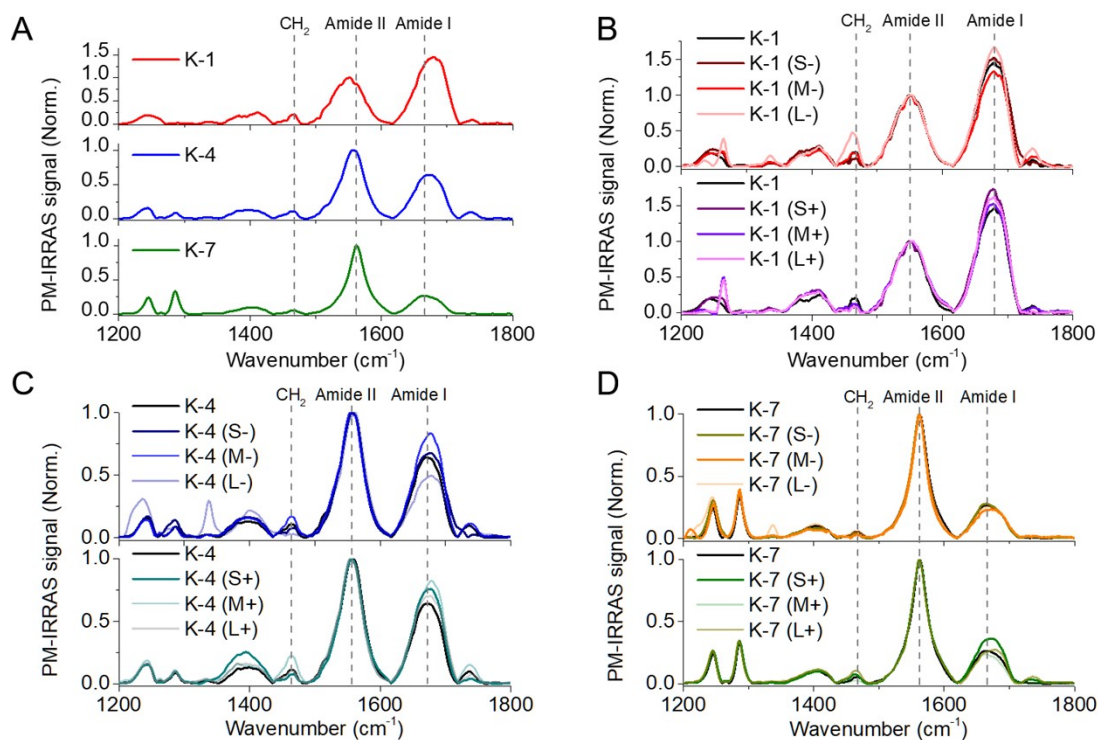 A
CH2 Amide II Amide I
PM-IRRAS signal (Norm.)
1.5
1.0
0.5
0.0
K-1
1.0
0.5
0.0
K-4
1.0
0.5
0.0
K-7
1200 1400 1600 1800
Wavenumber (cm-1)
B
CH2 Amide II Amide I
PM-IRRAS signal (Norm.)
1.5
1.0
0.5
0.0
K-1
K-1 (S-)
K-1 (M-)
K-1 (L-)
1.5
1.0
0.5
0.0
K-1
K-1 (S+)
K-1 (M+)
K-1 (L+)
1200 1400 1600 1800
Wavenumber (cm-1)
C
CH2 Amide II Amide I
PM-IRRAS signal (Norm.)
1.0
0.5
0.0
K-4
K-4 (S-)
K-4 (M-)
K-4 (L-)
1.0
0.5
0.0
K-4
K-4 (S+)
K-4 (M+)
K-4 (L+)
1200 1400 1600 1800
Wavenumber (cm-1)
D
CH2 Amide II Amide I
PM-IRRAS signal (Norm.)
1.0
0.5
0.0
K-7
K-7 (S-)
K-7 (M-)
K-7 (L-)
1.0
0.5
0.0
K-7
K-7 (S+)
K-7 (M+)
K-7 (L+)
1200 1400 1600 1800
Wavenumber (cm-1)